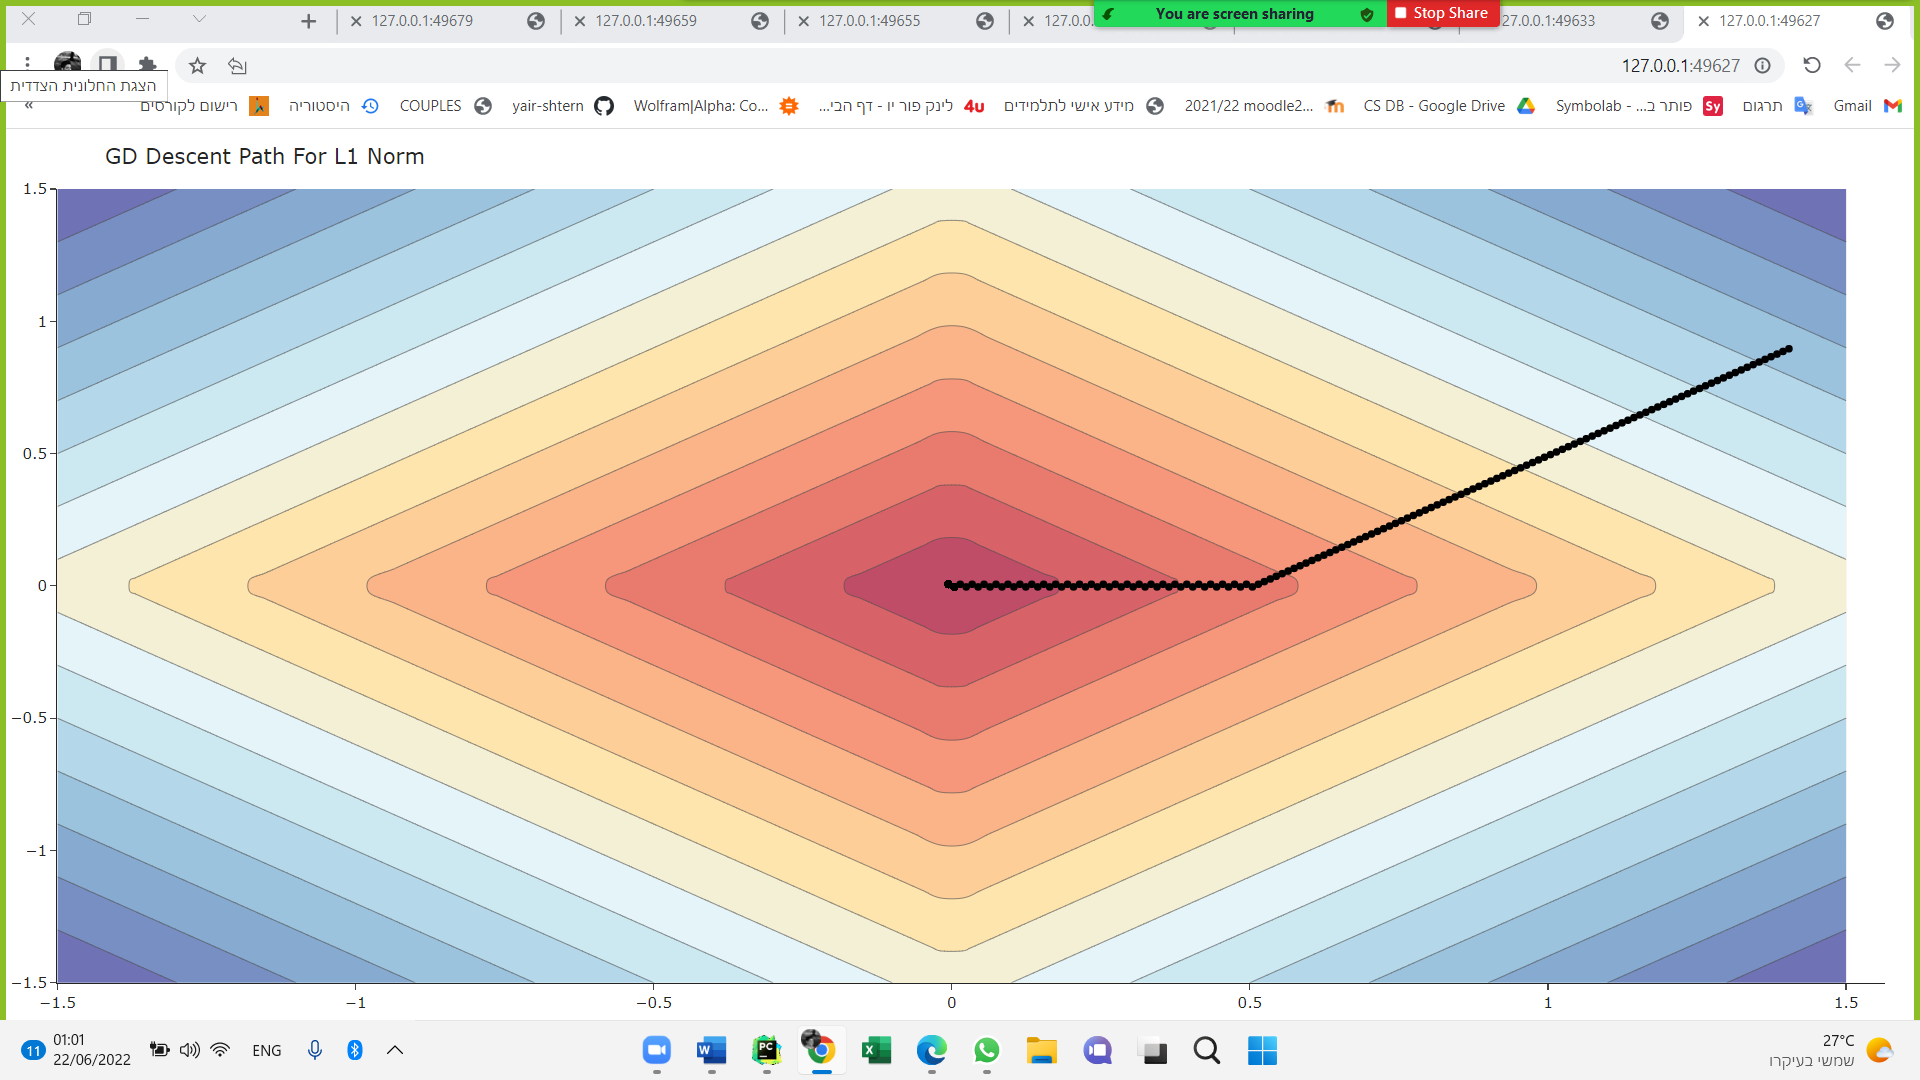 127.0.0.1:49679
127.0.0.1:49659
127.0.0.1:49655
127.0.0.
You are screen sharing
Stop Share
27.0.0.1:49633
127.0.0.1:49627
127.0.0.1:49627
הצגת החלונית הצדדית
«
רישום לקורסים
היסטוריה
COUPLES
yair-shtern
Wolfram|Alpha: Co...
לינק פור יו - דף הבי...
4u
מידע אישי לתלמידים
2021/22 moodle2...
CS DB - Google Drive
Symbolab - פותר ב...
Sy
תרגום
Gmail
GD Descent Path For L1 Norm
1.5
1
0.5
0
−0.5
−1
−1.5
−1.5
−1
−0.5
0
0.5
1
1.5
11
01:01
22/06/2022
ENG
W
PC
X
27°C
שמשי בעיקרו